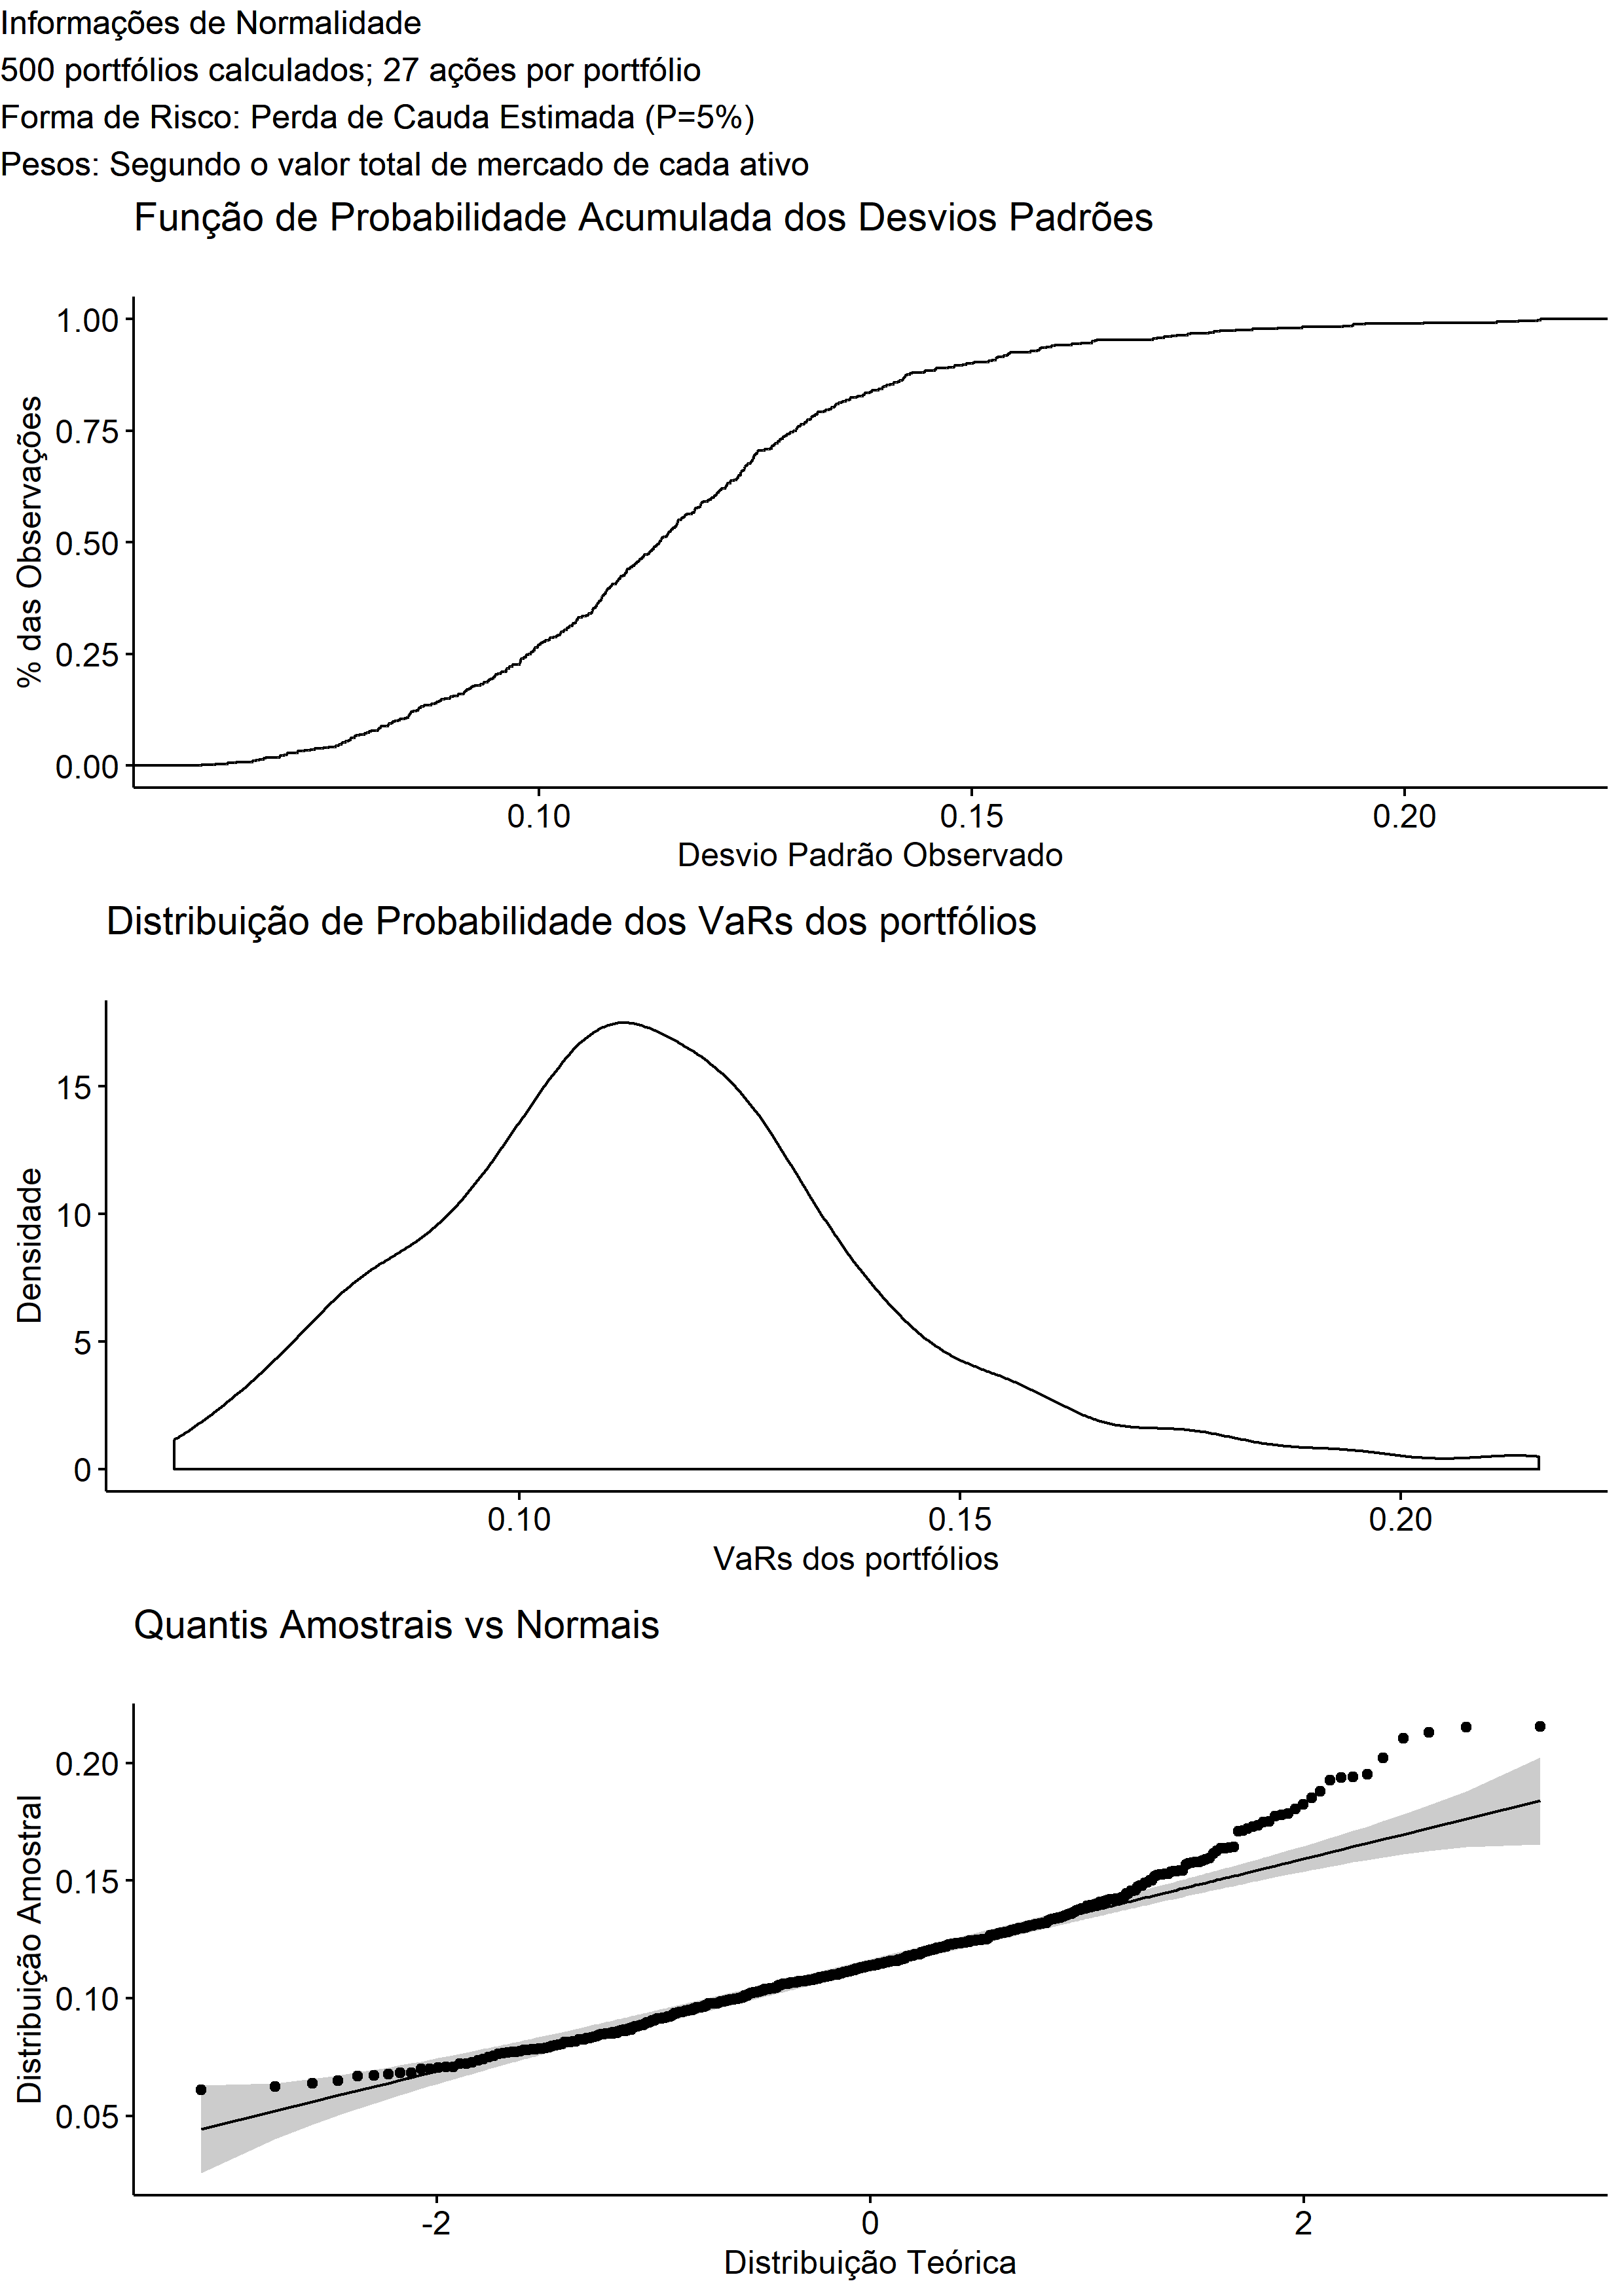 Informações de Normalidade
500 portfólios calculados; 27 ações por portfólio
Forma de Risco: Perda de Cauda Estimada (P=5%)
Pesos: Segundo o valor total de mercado de cada ativo
Função de Probabilidade Acumulada dos Desvios Padrões
% das Observações
1.00
0.75
0.50
0.25
0.00
0.10 0.15 0.20
Desvio Padrão Observado
Distribuição de Probabilidade dos VaRs dos portfólios
Densidade
15
10
5
0
0.10 0.15 0.20
VaRs dos portfólios
Quantis Amostrais vs Normais
Distribuição Amostral
0.20
0.15
0.10
0.05
-2 0 2
Distribuição Teórica